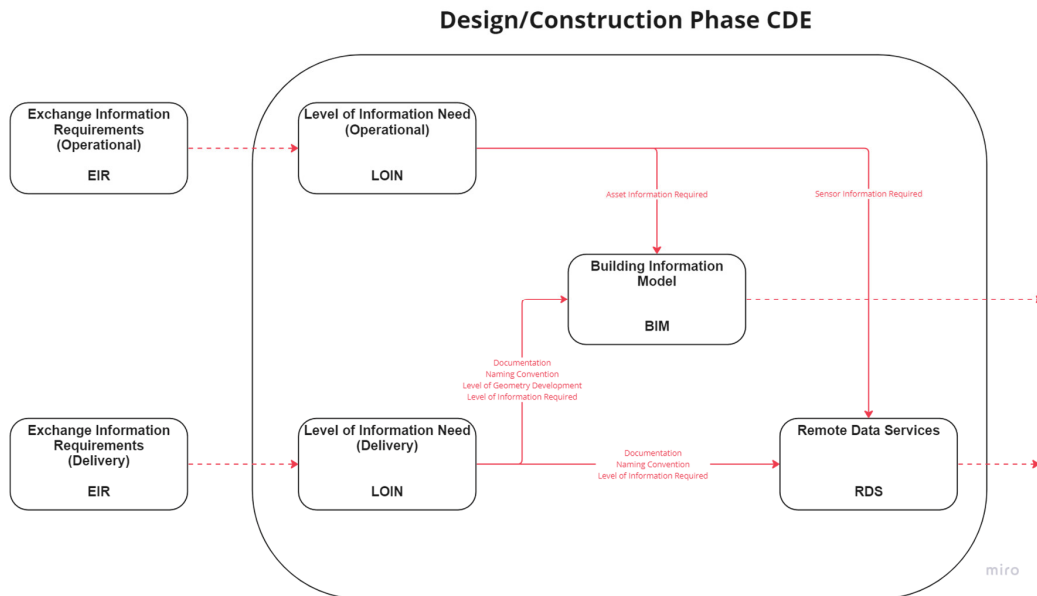 Design/Construction Phase CDE
Exchange Information
Requirements
(Operational)
EIR
Level of Information Need
(Operational)
LOIN
Asset Information Required
Sensor Information Required
Building Information
Model
BIM
Documentation
Naming Convention
Level of Geometry Development
Level of Information Required
Exchange Information
Requirements
(Delivery)
EIR
Level of Information Need
(Delivery)
LOIN
Documentation
Naming Convention
Level of Information Required
Remote Data Services
RDS
miro